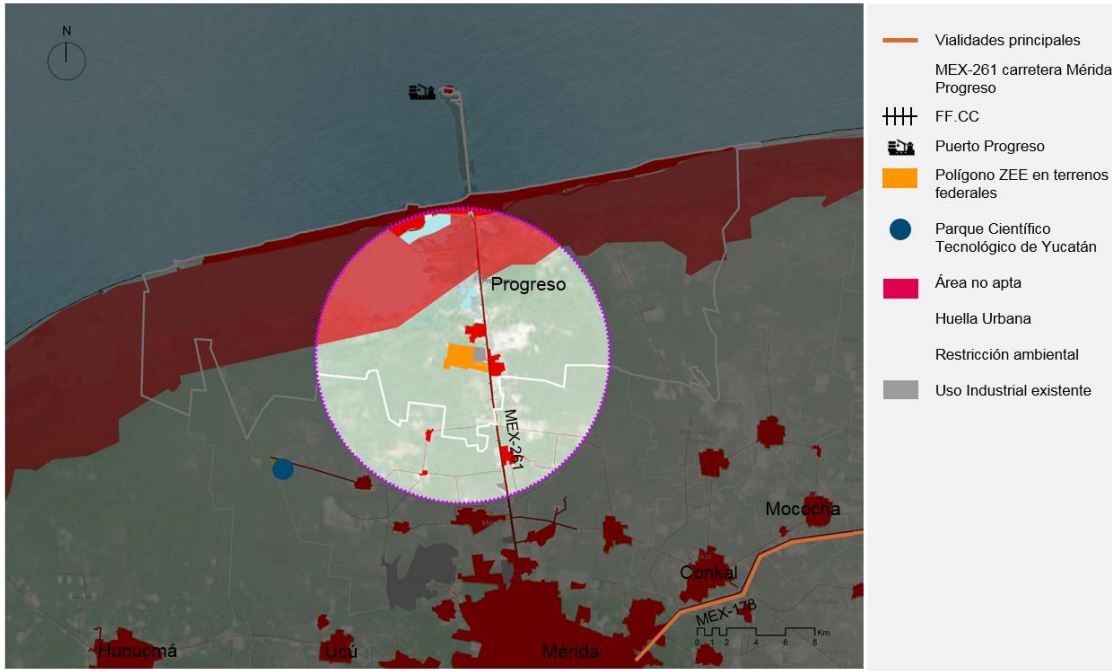 N
Progreso
MEX-261
Mococha
Conkal
MEX-178
0 1 2 4 6 8 Km
Hunucmá
Ucú
Mérida
Vialidades principales
MEX-261 carretera Mérida
Progreso
FF.CC
Puerto Progreso
Polígono ZEE en terrenos
federales
Parque Científico
Tecnológico de Yucatán
Área no apta
Huella Urbana
Restricción ambiental
Uso Industrial existente